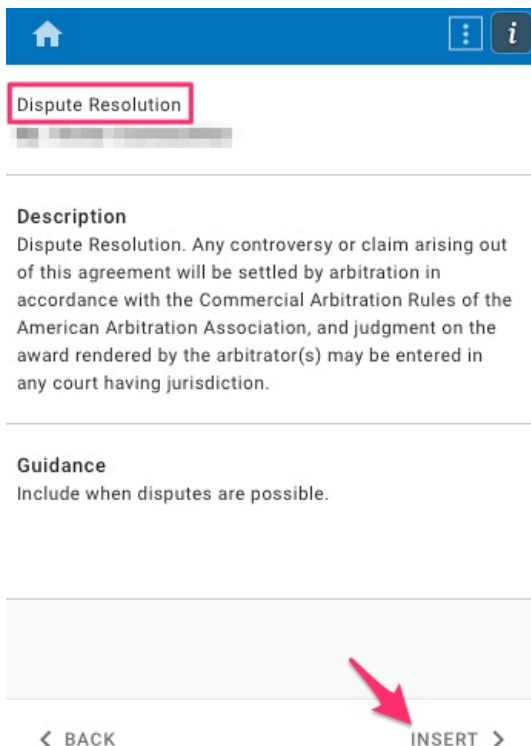 i
Dispute Resolution
Description
Dispute Resolution. Any controversy or claim arising out
of this agreement will be settled by arbitration in
accordance with the Commercial Arbitration Rules of the
American Arbitration Association, and judgment on the
award rendered by the arbitrator(s) may be entered in
any court having jurisdiction.
Guidance
Include when disputes are possible.
BACK
INSERT